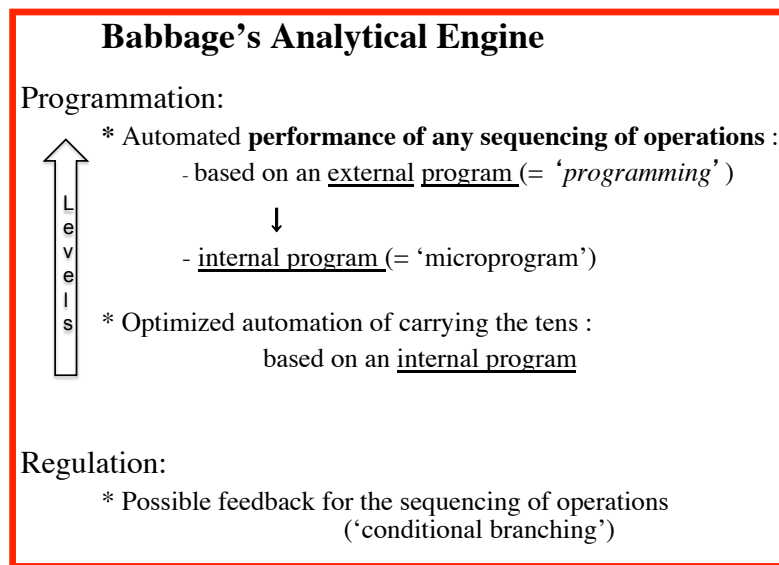 Babbage’s Analytical Engine
Programmation:
* Automated performance of any sequencing of operations :
- based on an external program (= ‘programming’ )
↓
- internal program (= ‘microprogram’)
Levels
* Optimized automation of carrying the tens :
based on an internal program
Regulation:
* Possible feedback for the sequencing of operations
(‘conditional branching’)